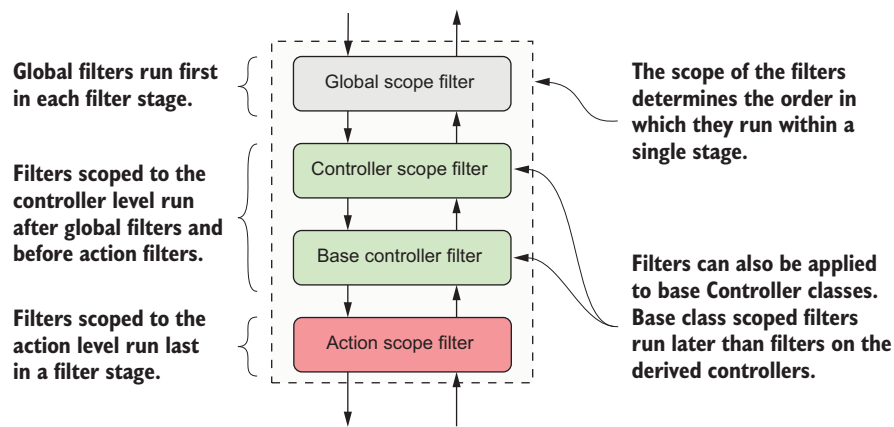 Global filters run first
in each filter stage.
Global scope filter
The scope of the filters
determines the order in
which they run within a
single stage.
Filters scoped to the
controller level run
after global filters and
before action filters.
Controller scope filter
Base controller filter
Filters can also be applied
to base Controller classes.
Base class scoped filters
run later than filters on the
derived controllers.
Filters scoped to the
action level run last
in a filter stage.
Action scope filter